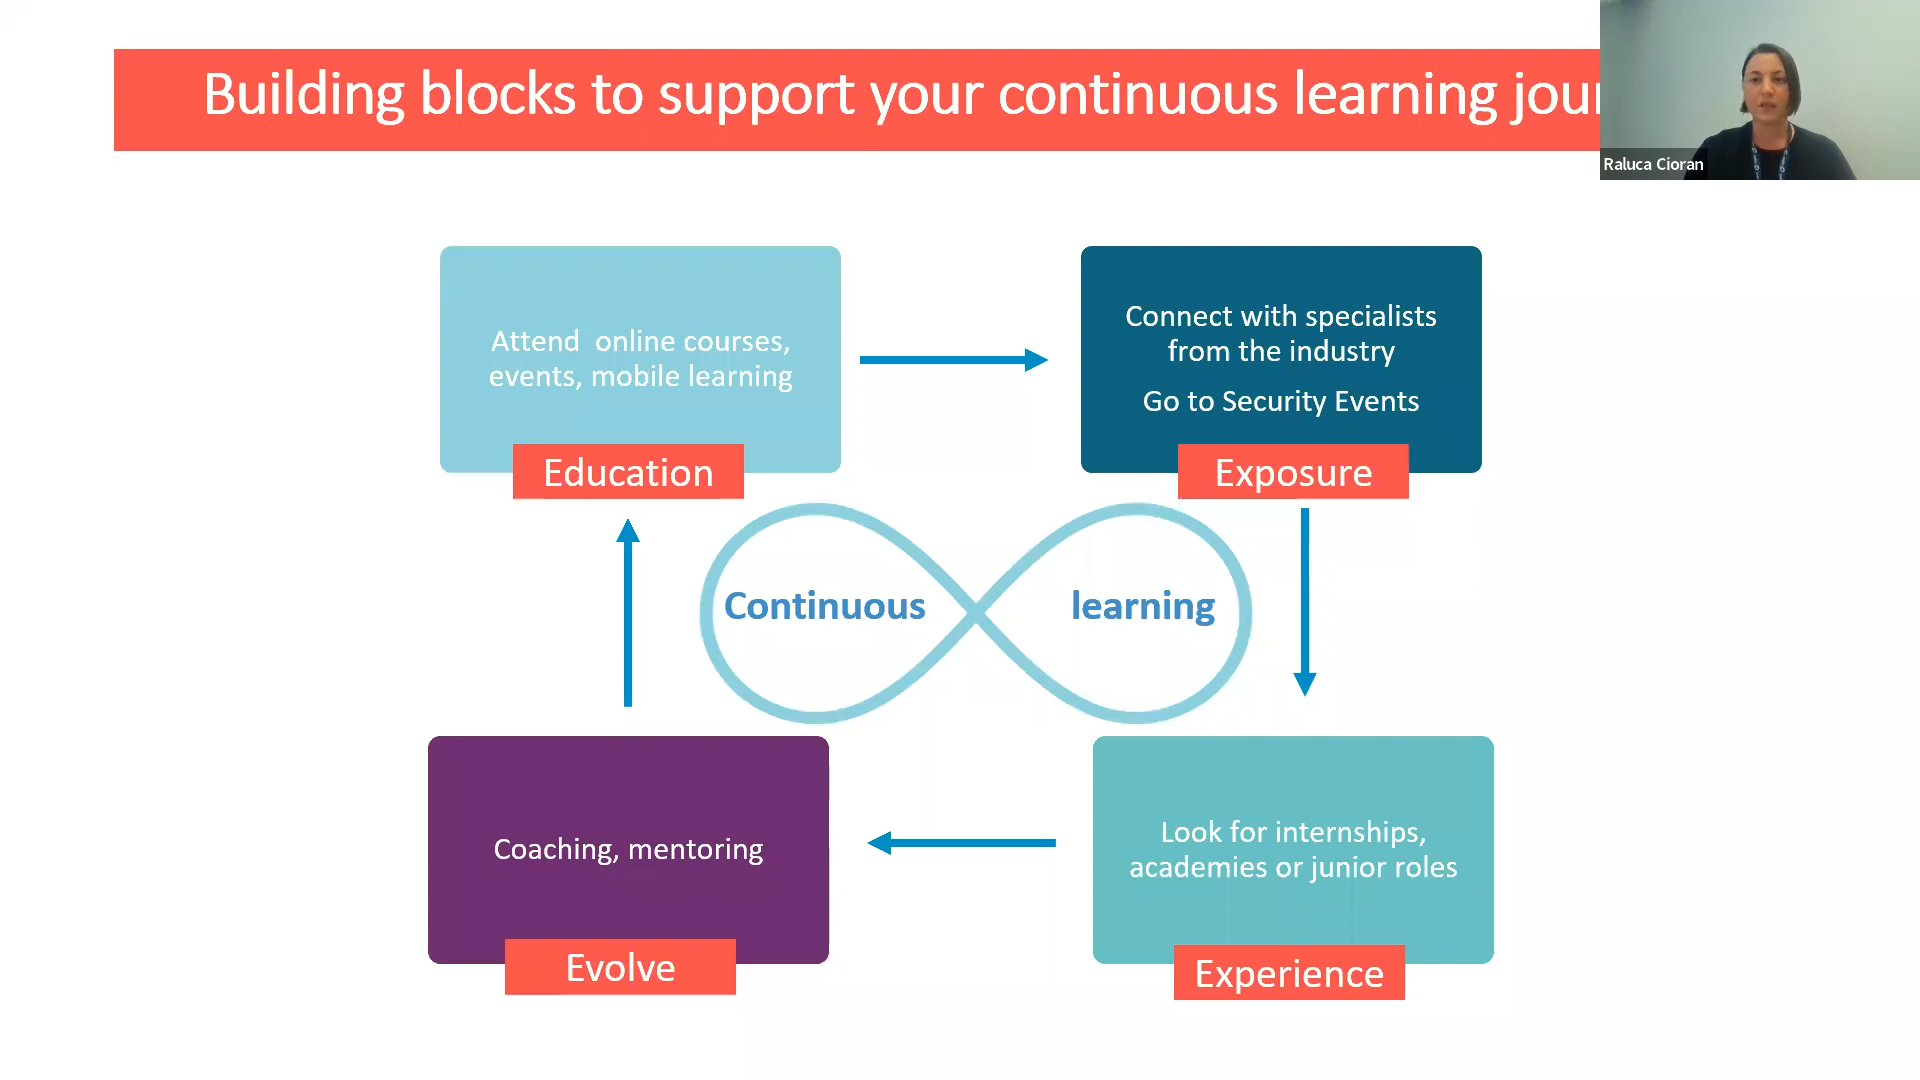 Building blocks to support your continuous learning jour
Raluca Cioran
Attend online courses,
events, mobile learning
Education
Connect with specialists
from the industry
Go to Security Events
Exposure
Continuous learning
Coaching, mentoring
Evolve
Look for internships,
academies or junior roles
Experience